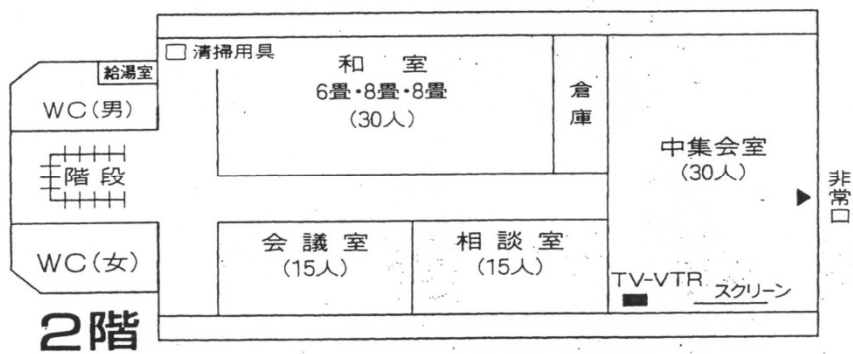 給湯室
WC(男)
階段
WC(女)
2階
清掃用具
和室
6畳・8畳・8畳
(30人)
倉庫
会議室
(15人)
相談室
(15人)
中集会室
(30人)
TV-VTR
スクリーン
非常口